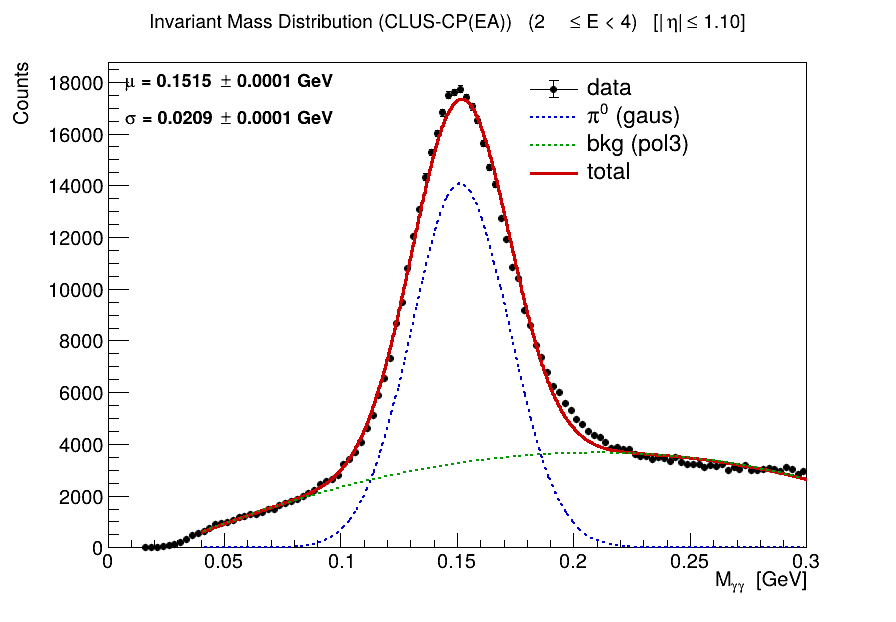 Invariant Mass Distribution (CLUS-CP(EA)) (2 ≤ E < 4) [|η| ≤ 1.10]
Counts
μ = 0.1515 ± 0.0001 GeV
σ = 0.0209 ± 0.0001 GeV
data
π⁰ (gaus)
bkg (pol3)
total
18000
16000
14000
12000
10000
8000
6000
4000
2000
0
0 0.05 0.1 0.15 0.2 0.25 0.3
Mγγ [GeV]